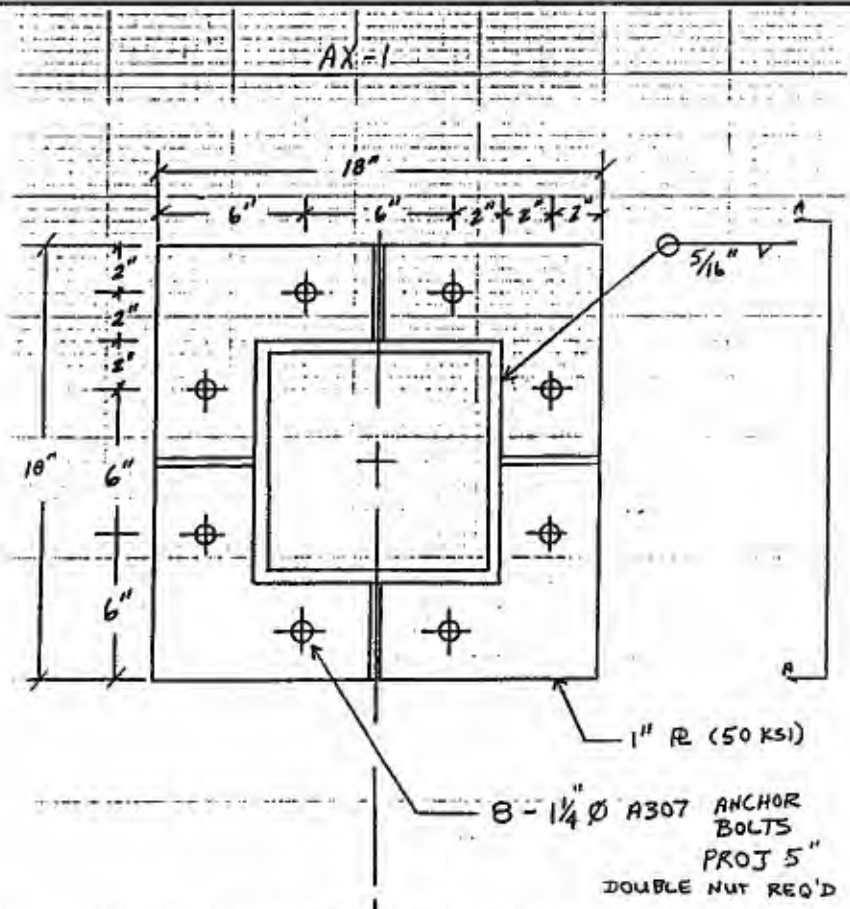 AX-1
18"
6" 6" 2" 2" 2"
A
5/16" V
2"
2"
2"
18"
6"
6"
A
1" PL (50 KSI)
8 - 1 1/4" Ø A307 ANCHOR
BOLTS
PROJ 5"
DOUBLE NUT REQ'D